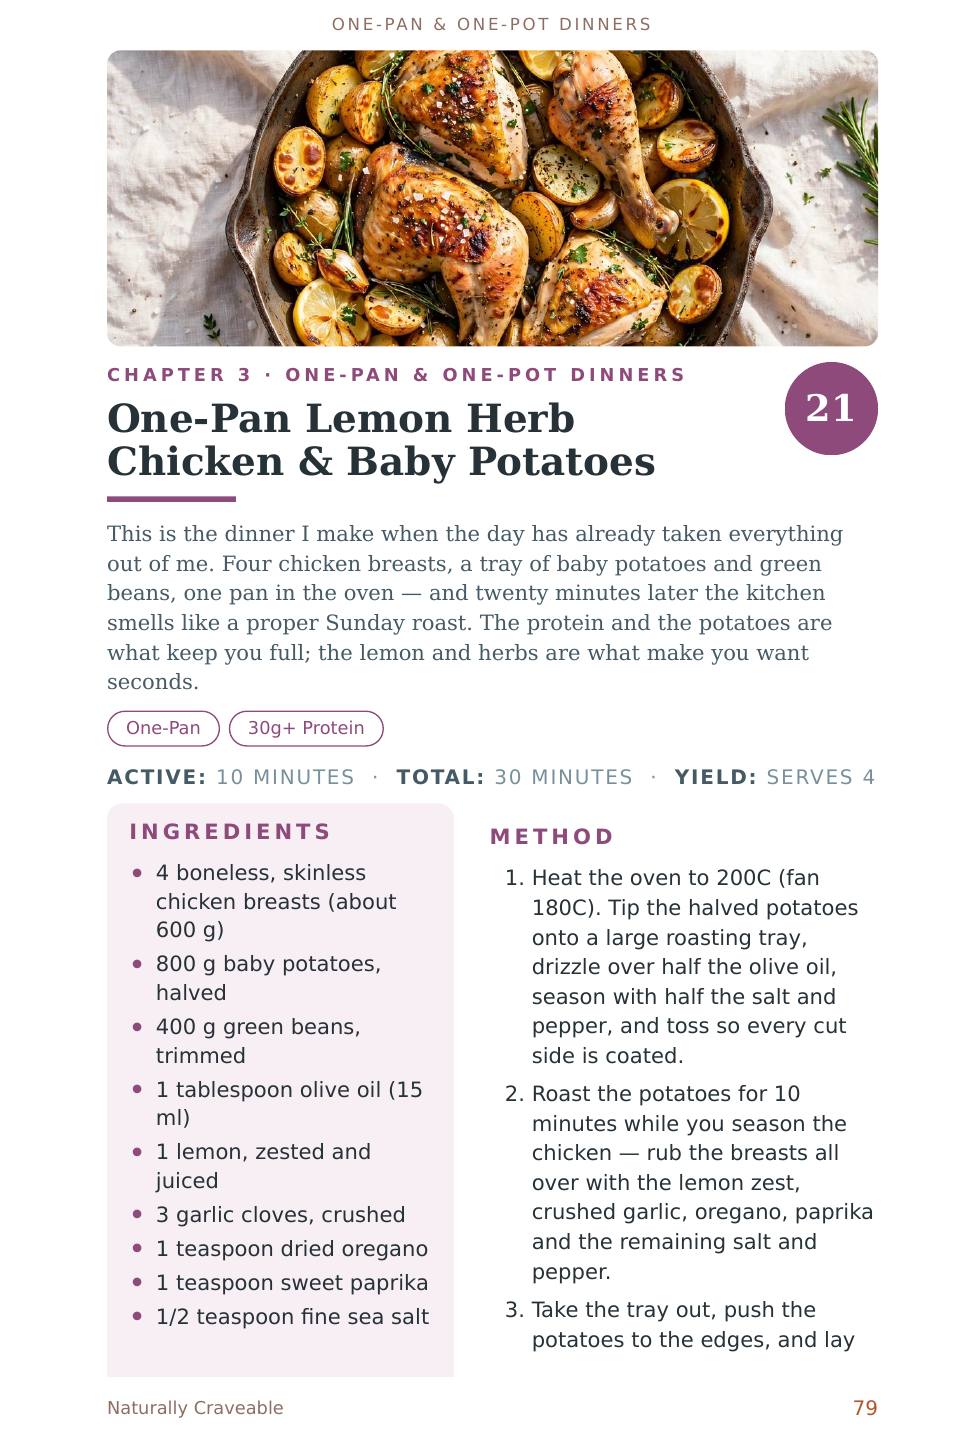 ONE-PAN & ONE-POT DINNERS
CHAPTER 3 · ONE-PAN & ONE-POT DINNERS
21
One-Pan Lemon Herb
Chicken & Baby Potatoes
This is the dinner I make when the day has already taken everything
out of me. Four chicken breasts, a tray of baby potatoes and green
beans, one pan in the oven — and twenty minutes later the kitchen
smells like a proper Sunday roast. The protein and the potatoes are
what keep you full; the lemon and herbs are what make you want
seconds.
One-Pan 30g+ Protein
ACTIVE: 10 MINUTES · TOTAL: 30 MINUTES · YIELD: SERVES 4
INGREDIENTS
• 4 boneless, skinless
chicken breasts (about
600 g)
• 800 g baby potatoes,
halved
• 400 g green beans,
trimmed
• 1 tablespoon olive oil (15
ml)
• 1 lemon, zested and
juiced
• 3 garlic cloves, crushed
• 1 teaspoon dried oregano
• 1 teaspoon sweet paprika
• 1/2 teaspoon fine sea salt
METHOD
1. Heat the oven to 200C (fan
180C). Tip the halved potatoes
onto a large roasting tray,
drizzle over half the olive oil,
season with half the salt and
pepper, and toss so every cut
side is coated.
2. Roast the potatoes for 10
minutes while you season the
chicken — rub the breasts all
over with the lemon zest,
crushed garlic, oregano, paprika
and the remaining salt and
pepper.
3. Take the tray out, push the
potatoes to the edges, and lay
Naturally Craveable
79